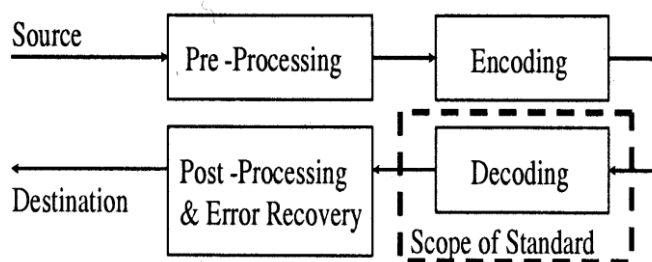 Source
Pre -Processing
Encoding
Post -Processing
& Error Recovery
Decoding
Destination
Scope of Standard